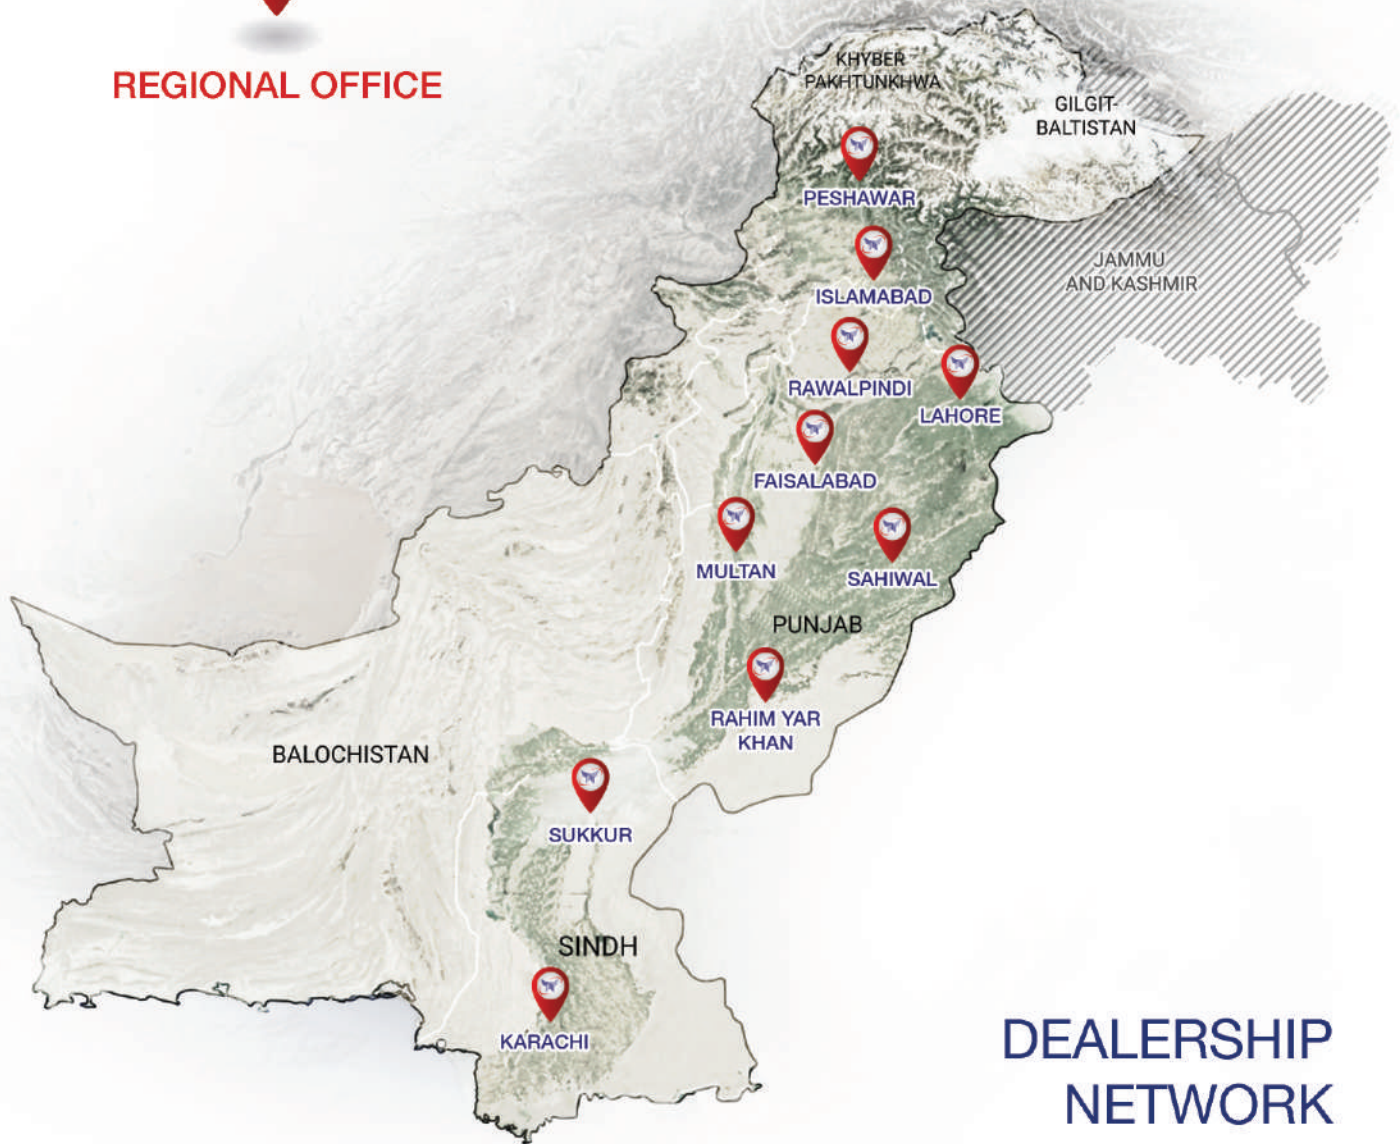 REGIONAL OFFICE
KHYBER
PAKHTUNKHWA
GILGIT-
BALTISTAN
PESHAWAR
JAMMU
AND KASHMIR
ISLAMABAD
RAWALPINDI
LAHORE
FAISALABAD
MULTAN
SAHIWAL
PUNJAB
RAHIM YAR
KHAN
BALOCHISTAN
SUKKUR
SINDH
KARACHI
DEALERSHIP
NETWORK